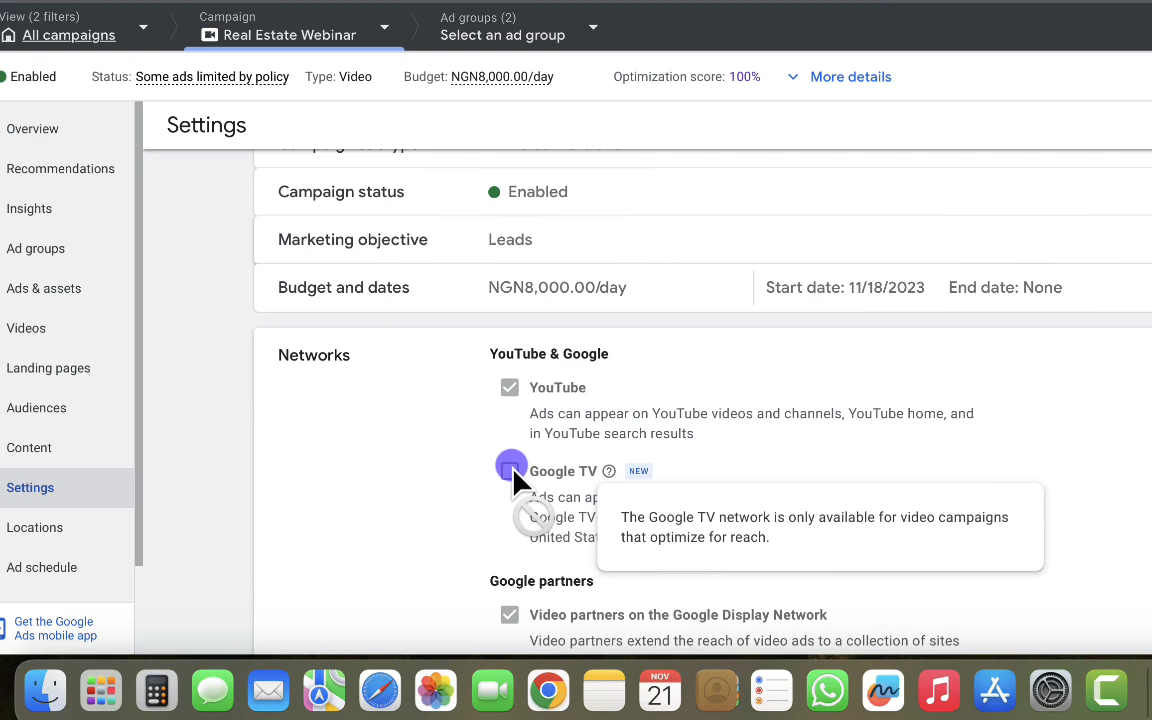 View (2 filters)
All campaigns
Campaign
Real Estate Webinar
Ad groups (2)
Select an ad group
Enabled
Status: Some ads limited by policy
Type: Video
Budget: NGN8,000.00/day
Optimization score: 100%
More details
Overview
Recommendations
Insights
Ad groups
Ads & assets
Videos
Landing pages
Audiences
Content
Settings
Locations
Ad schedule
Get the Google
Ads mobile app
Settings
Campaign status
Enabled
Marketing objective
Leads
Budget and dates
NGN8,000.00/day
Start date: 11/18/2023
End date: None
Networks
YouTube & Google
YouTube
Ads can appear on YouTube videos and channels, YouTube home, and
in YouTube search results
Google TV
NEW
Ads can ap
Google TV
United Stat
The Google TV network is only available for video campaigns
that optimize for reach.
Google partners
Video partners on the Google Display Network
Video partners extend the reach of video ads to a collection of sites
NOV
21